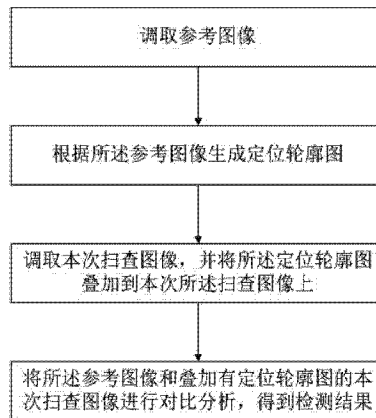 调取参考图像
根据所述参考图像生成定位轮廓图
调取本次扫查图像，并将所述定位轮廓图
叠加到本次所述扫查图像上
将所述参考图像和叠加有定位轮廓图的本
次扫查图像进行对比分析，得到检测结果